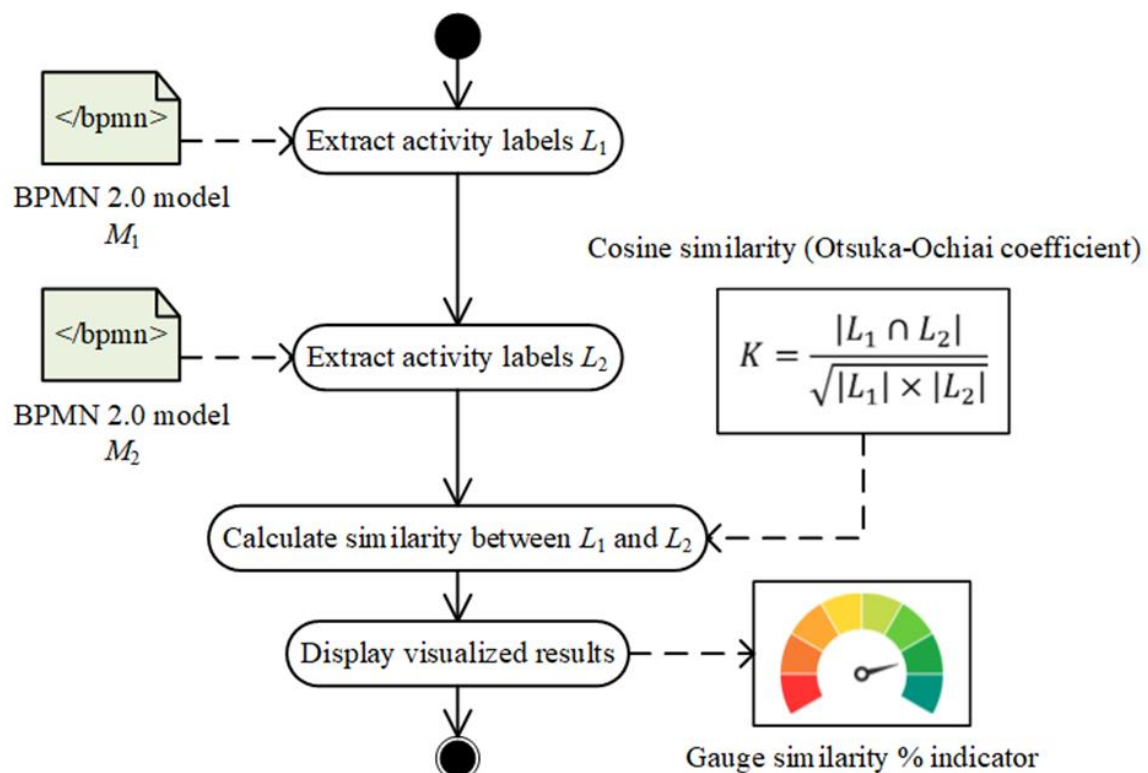 </bpmn>
Extract activity labels L₁
BPMN 2.0 model
M₁
Cosine similarity (Otsuka-Ochiai coefficient)
K = |L₁ ∩ L₂| / √|L₁| × |L₂|
</bpmn>
Extract activity labels L₂
BPMN 2.0 model
M₂
Calculate similarity between L₁ and L₂
Display visualized results
Gauge similarity % indicator